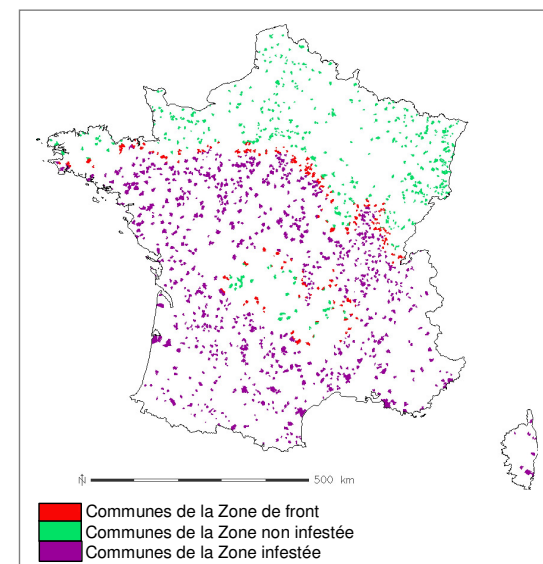 N 500 km
Communes de la Zone de front
Communes de la Zone non infestée
Communes de la Zone infestée